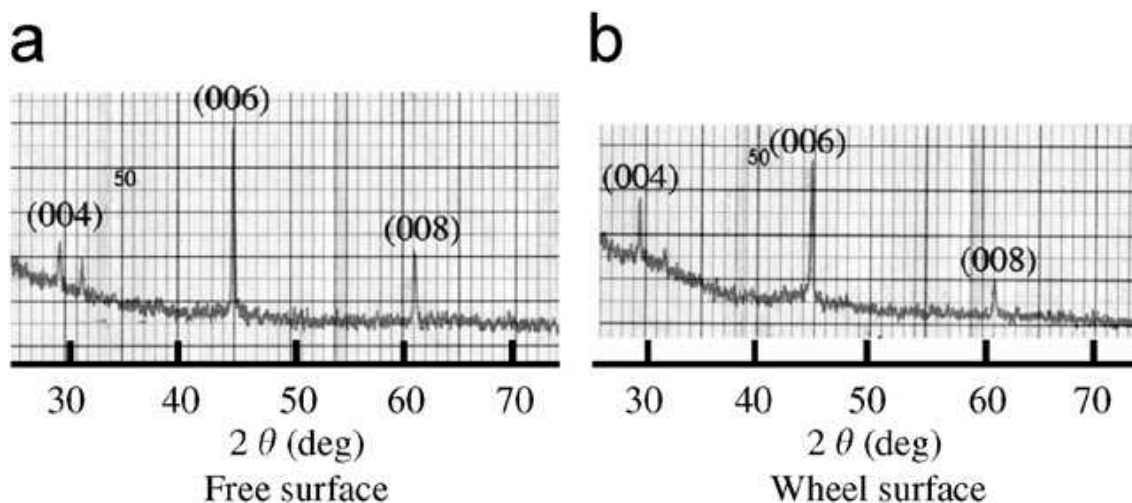 a
(006)
50
(004)
(008)
30 40 50 60 70
2 θ (deg)
Free surface
b
50(006)
(004)
(008)
30 40 50 60 70
2 θ (deg)
Wheel surface